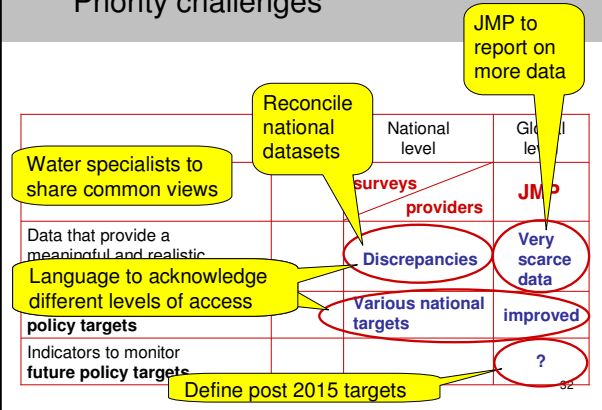 Priority challenges
JMP to
report on
more data
Reconcile
national
datasets
National
level
Water specialists to
share common views
surveys
providers
JMP
Data that provide a
meaningful and realistic
Discrepancies
Very
scarce
data
Language to acknowledge
different levels of access
policy targets
Various national
targets
improved
Indicators to monitor
future policy targets
?
Define post 2015 targets
32